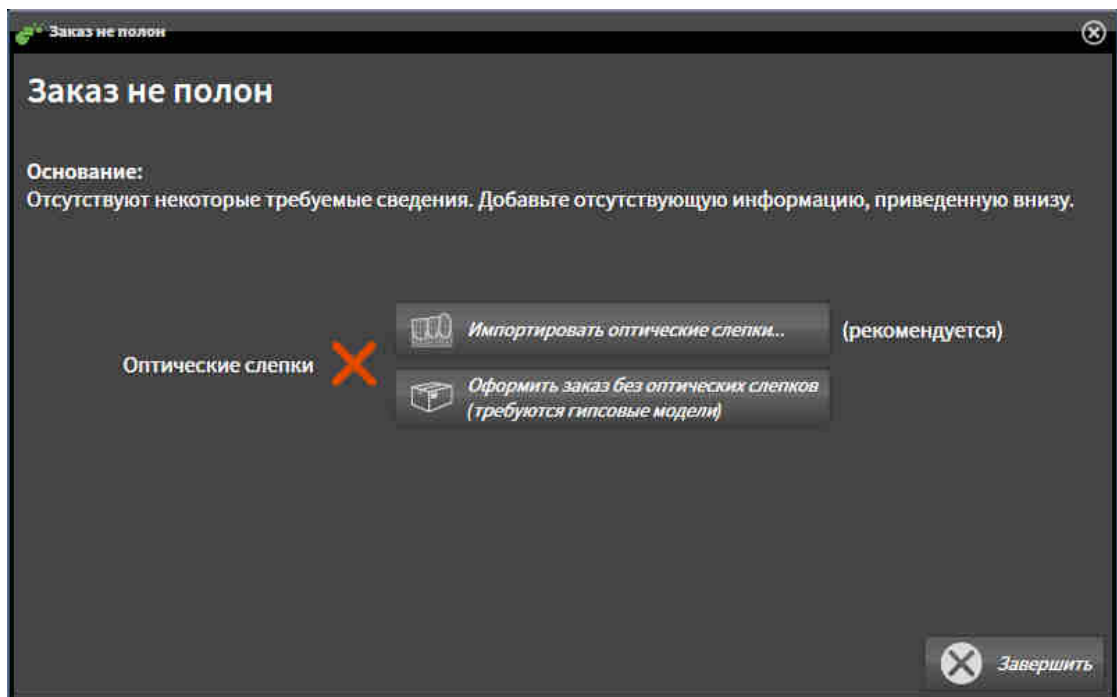 Заказ не полон
Заказ не полон
Основание:
Отсутствуют некоторые требуемые сведения. Добавьте отсутствующую информацию, приведенную внизу.
Импортировать оптические слепки...
(рекомендуется)
Оптические слепки
Оформить заказ без оптических слепков
(требуются гипсовые модели)
Завершить